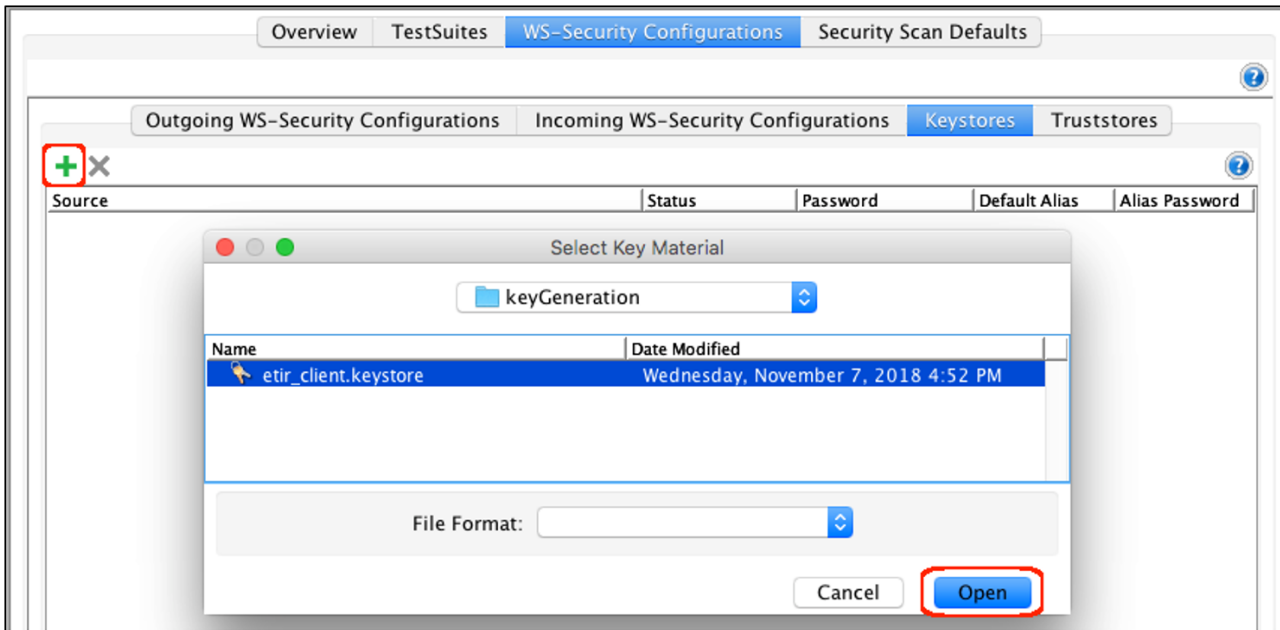 Overview TestSuites WS-Security Configurations Security Scan Defaults
?
Outgoing WS-Security Configurations Incoming WS-Security Configurations Keystores Truststores
?
Source Status Password Default Alias Alias Password
Select Key Material
keyGeneration
Name Date Modified
etir_client.keystore Wednesday, November 7, 2018 4:52 PM
File Format:
Cancel Open